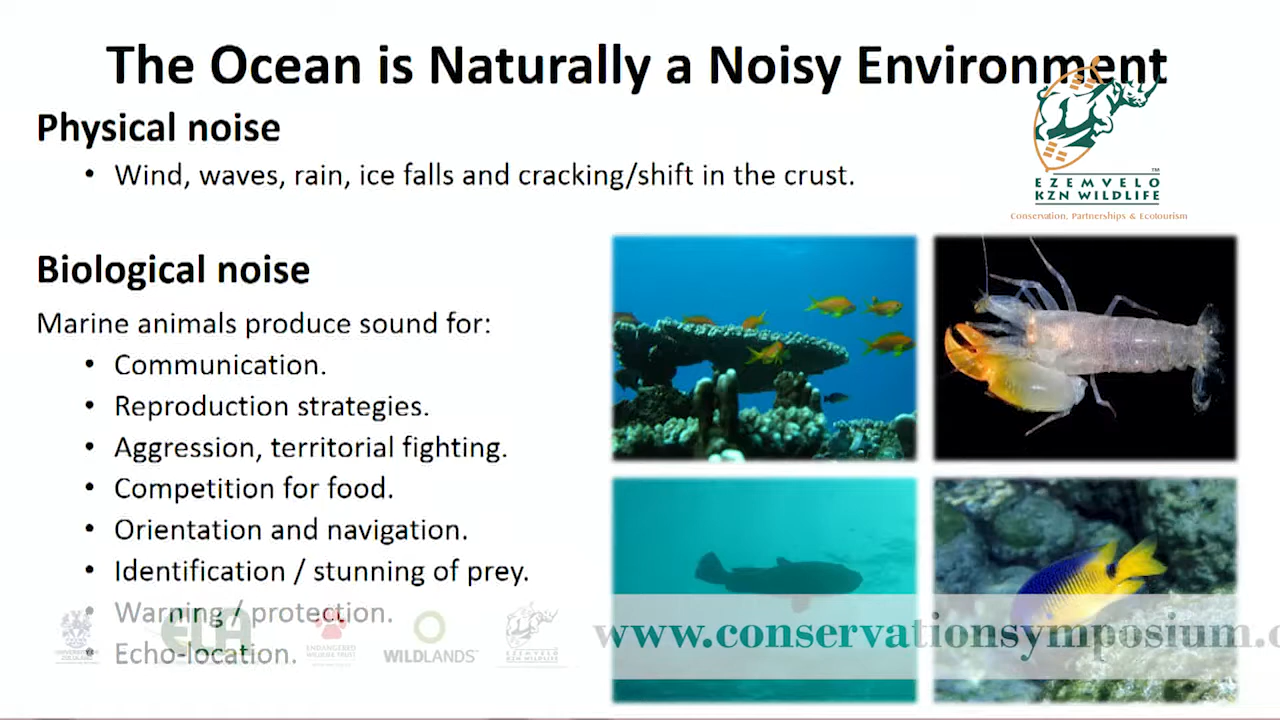 The Ocean is Naturally a Noisy Environment
Physical noise
• Wind, waves, rain, ice falls and cracking/shift in the crust.
EZEMVELO
KZN WILDLIFE
Conservation, Partnerships & Ecotourism
Biological noise
Marine animals produce sound for:
• Communication.
• Reproduction strategies.
• Aggression, territorial fighting.
• Competition for food.
• Orientation and navigation.
• Identification / stunning of prey.
• Warning / protection.
• Echo-location.
ELA
WILDLANDS
www.conservationsymposium.c